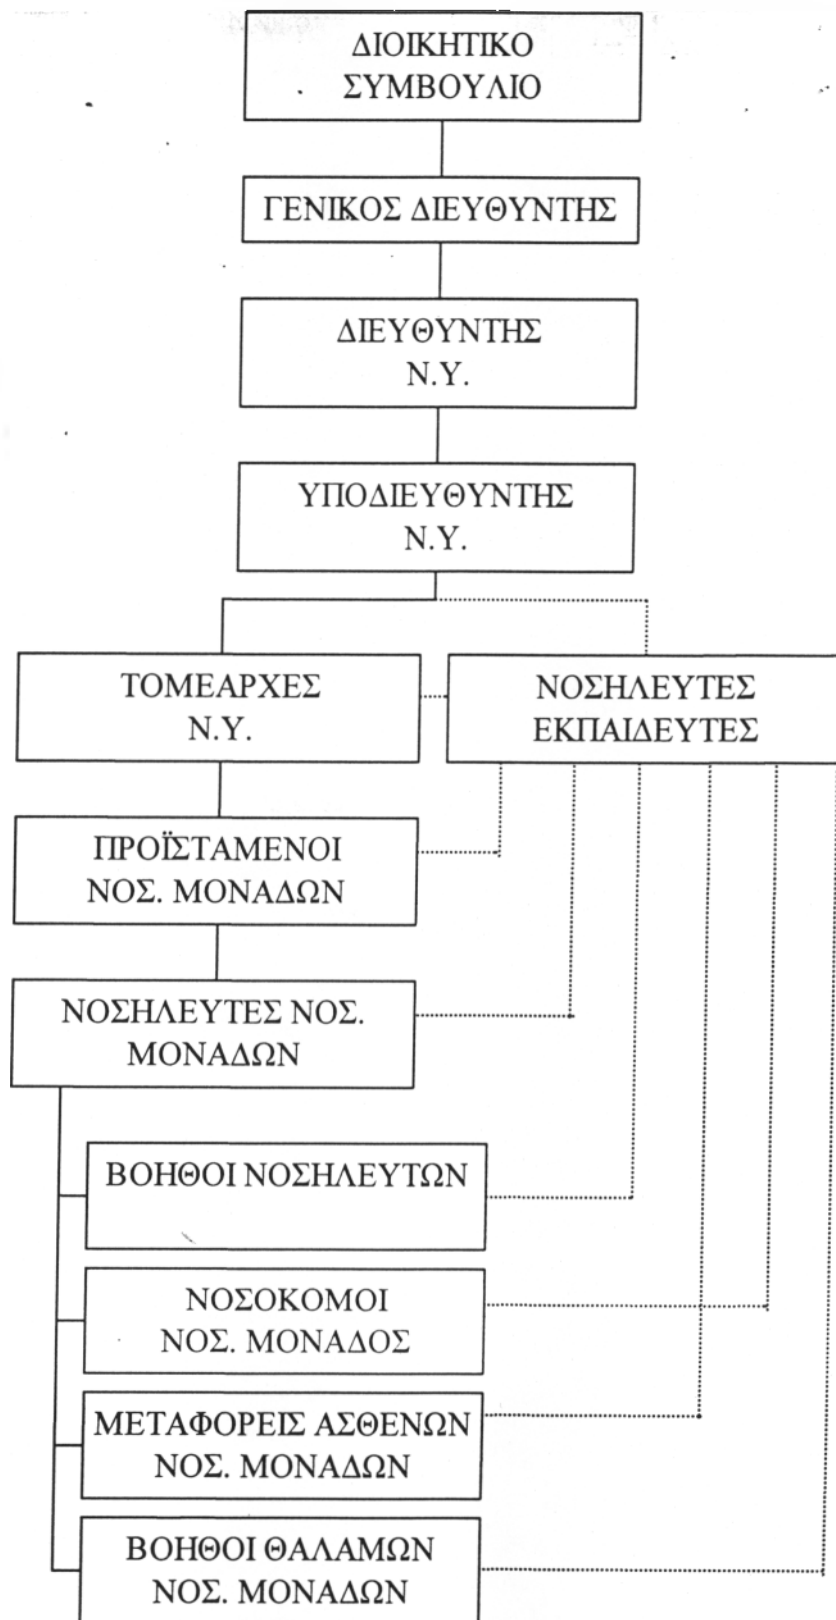 ΔΙΟΙΚΗΤΙΚΟ
ΣΥΜΒΟΥΛΙΟ
ΓΕΝΙΚΟΣ ΔΙΕΥΘΥΝΤΗΣ
ΔΙΕΥΘΥΝΤΗΣ
Ν.Υ.
ΥΠΟΔΙΕΥΘΥΝΤΗΣ
Ν.Υ.
ΤΟΜΕΑΡΧΕΣ
Ν.Υ.
ΝΟΣΗΛΕΥΤΕΣ
ΕΚΠΑΙΔΕΥΤΕΣ
ΠΡΟΪΣΤΑΜΕΝΟΙ
ΝΟΣ. ΜΟΝΑΔΩΝ
ΝΟΣΗΛΕΥΤΕΣ ΝΟΣ.
ΜΟΝΑΔΩΝ
ΒΟΗΘΟΙ ΝΟΣΗΛΕΥΤΩΝ
ΝΟΣΟΚΟΜΟΙ
ΝΟΣ. ΜΟΝΑΔΟΣ
ΜΕΤΑΦΟΡΕΙΣ ΑΣΘΕΝΩΝ
ΝΟΣ. ΜΟΝΑΔΩΝ
ΒΟΗΘΟΙ ΘΑΛΑΜΩΝ
ΝΟΣ. ΜΟΝΑΔΩΝ